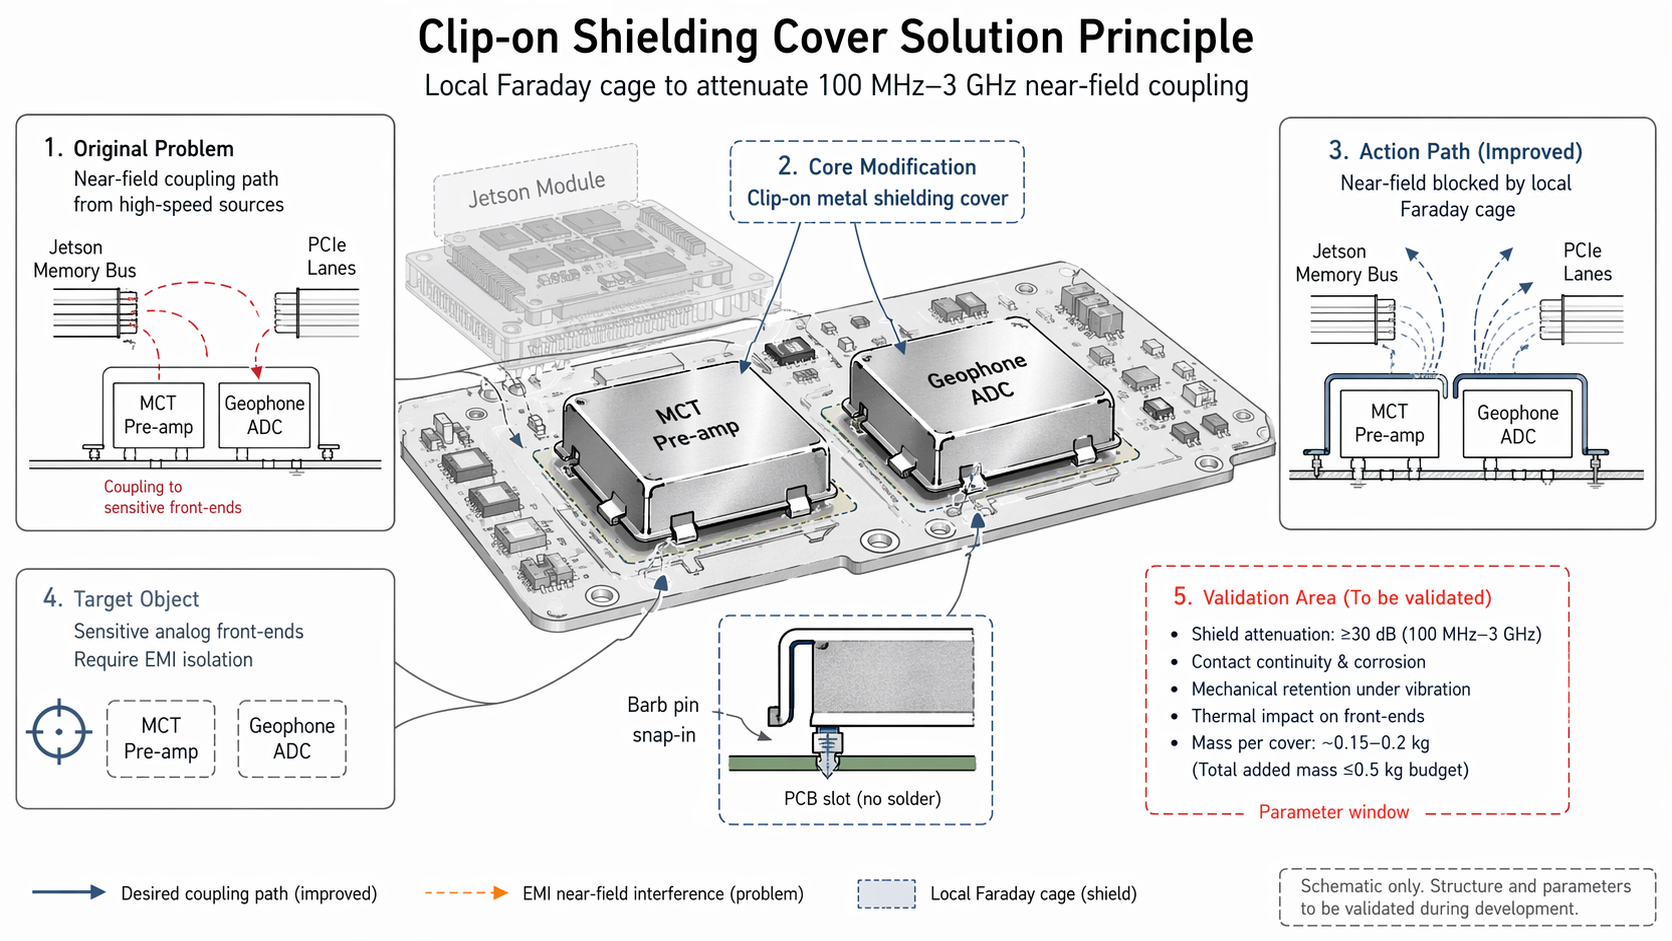 Clip-on Shielding Cover Solution Principle
Local Faraday cage to attenuate 100 MHz–3 GHz near-field coupling
1. Original Problem
Near-field coupling path
from high-speed sources
Jetson
Memory Bus
PCIe
Lanes
MCT
Pre-amp
Geophone
ADC
Coupling to
sensitive front-ends
Jetson Module
2. Core Modification
Clip-on metal shielding cover
MCT
Pre-amp
Geophone
ADC
3. Action Path (Improved)
Near-field blocked by local
Faraday cage
Jetson
Memory Bus
PCIe
Lanes
MCT
Pre-amp
Geophone
ADC
4. Target Object
Sensitive analog front-ends
Require EMI isolation
MCT
Pre-amp
Geophone
ADC
Barb pin
snap-in
PCB slot (no solder)
5. Validation Area (To be validated)
• Shield attenuation: ≥30 dB (100 MHz–3 GHz)
• Contact continuity & corrosion
• Mechanical retention under vibration
• Thermal impact on front-ends
• Mass per cover: ~0.15–0.2 kg
(Total added mass ≤0.5 kg budget)
Parameter window
Desired coupling path (improved)
EMI near-field interference (problem)
Local Faraday cage (shield)
Schematic only. Structure and parameters
to be validated during development.